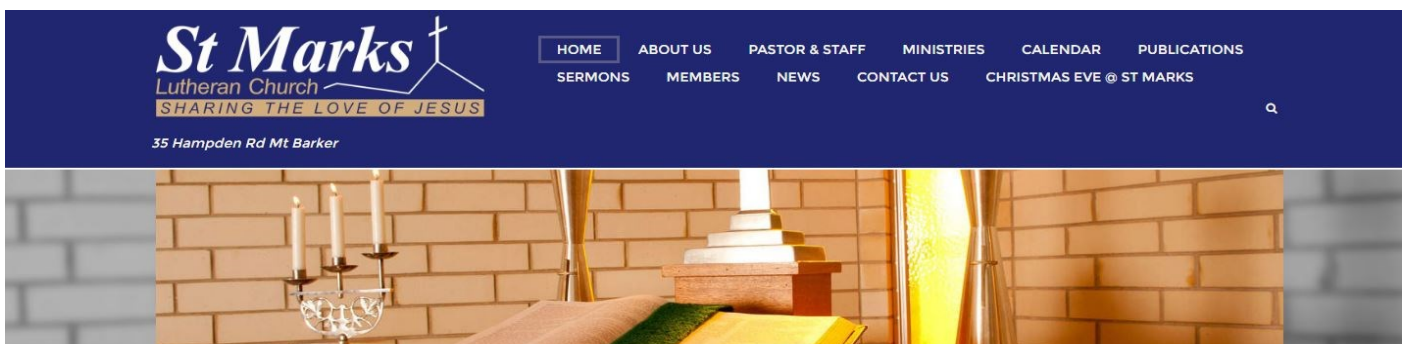 St Marks
Lutheran Church
SHARING THE LOVE OF JESUS
35 Hampden Rd Mt Barker
HOME ABOUT US PASTOR & STAFF MINISTRIES CALENDAR PUBLICATIONS
SERMONS MEMBERS NEWS CONTACT US CHRISTMAS EVE @ ST MARKS